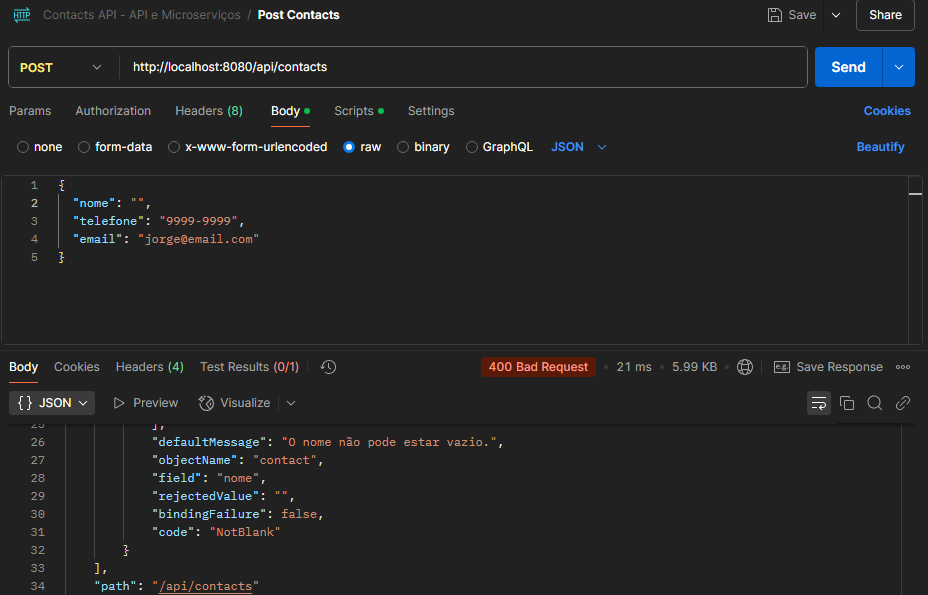 HTTP Contacts API - API e Microserviços / Post Contacts Save Share
POST http://localhost:8080/api/contacts Send
Params Authorization Headers (8) Body Scripts Settings Cookies
none form-data x-www-form-urlencoded raw binary GraphQL JSON Beautify
1 {
2 "nome": "",
3 "telefone": "9999-9999",
4 "email": "jorge@email.com"
5 }
Body Cookies Headers (4) Test Results (0/1) 400 Bad Request 21 ms 5.99 KB e.g. Save Response
{} JSON Preview Visualize
25 ],
26 "defaultMessage": "O nome não pode estar vazio.",
27 "objectName": "contact",
28 "field": "nome",
29 "rejectedValue": "",
30 "bindingFailure": false,
31 "code": "NotBlank"
32 }
33 ],
34 "path": "/api/contacts"